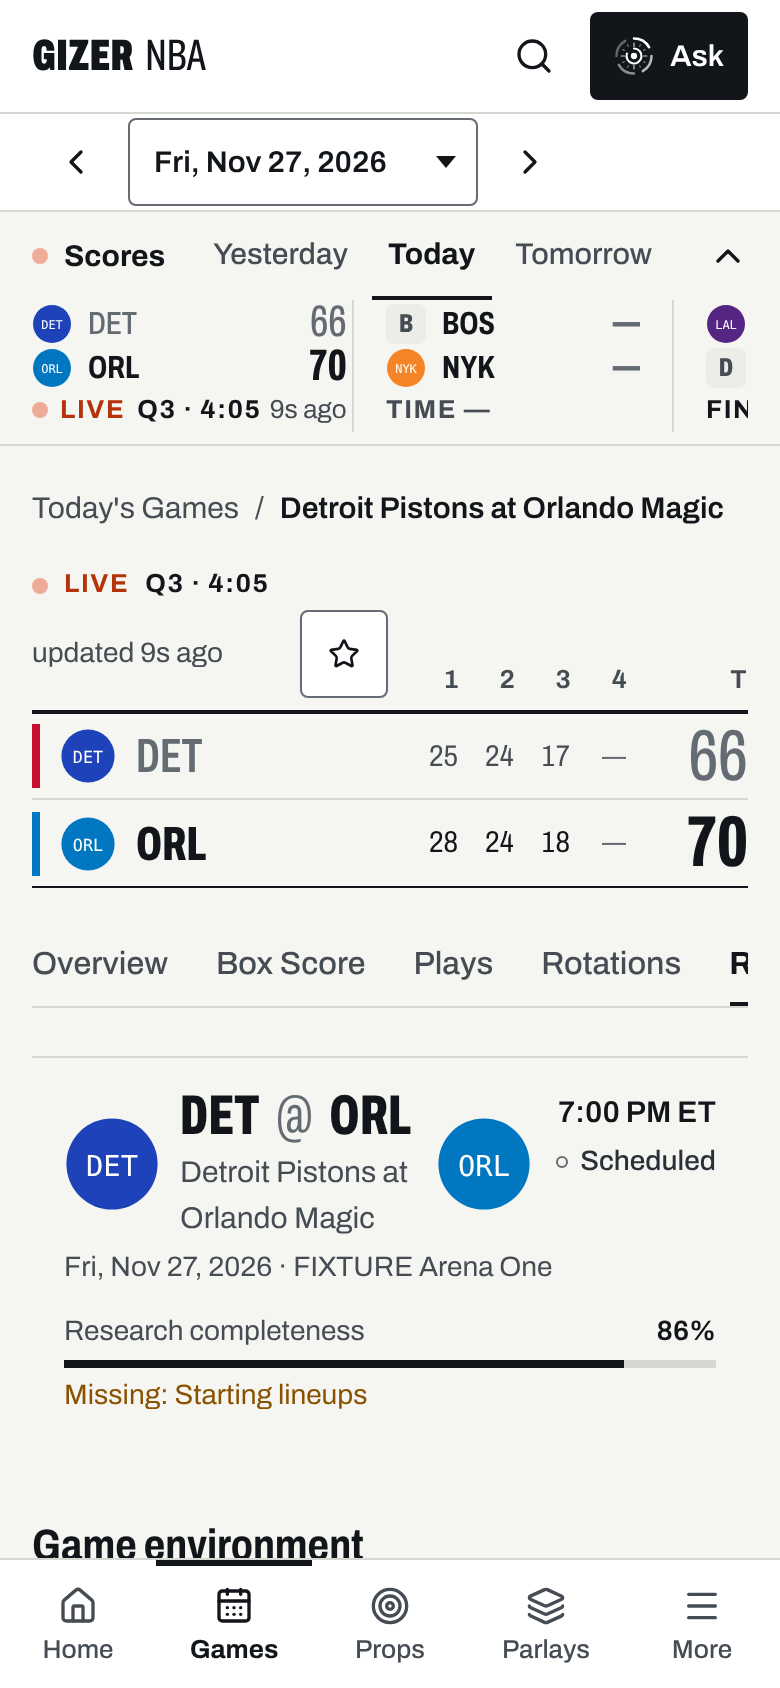 GIZER NBA
Ask
Fri, Nov 27, 2026
Scores Yesterday Today Tomorrow
DET DET 66 B BOS — LAL
ORL ORL 70 NYK NYK — D
LIVE Q3 · 4:05 9s ago TIME — FIN
Today's Games / Detroit Pistons at Orlando Magic
LIVE Q3 · 4:05
updated 9s ago
1 2 3 4 T
DET DET 25 24 17 — 66
ORL ORL 28 24 18 — 70
Overview Box Score Plays Rotations R
DET @ ORL 7:00 PM ET
DET Detroit Pistons at ORL Scheduled
Orlando Magic
Fri, Nov 27, 2026 · FIXTURE Arena One
Research completeness 86%
Missing: Starting lineups
Game environment
Home Games Props Parlays More